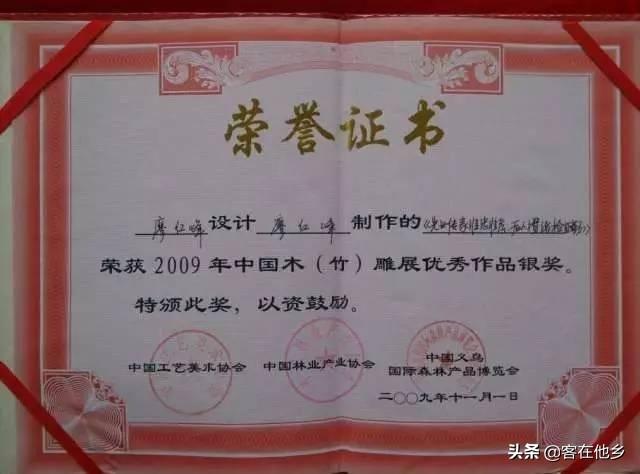 荣誉证书
廖红峰设计 廖红峰 制作的
荣获2009年中国木（竹）雕展优秀作品银奖。
特颁此奖，以资鼓励。
中国工艺美术协会
中国林业产业协会
中国义乌
国际森林产品博览会
二〇〇九年十一月一日
头条 @客在他乡